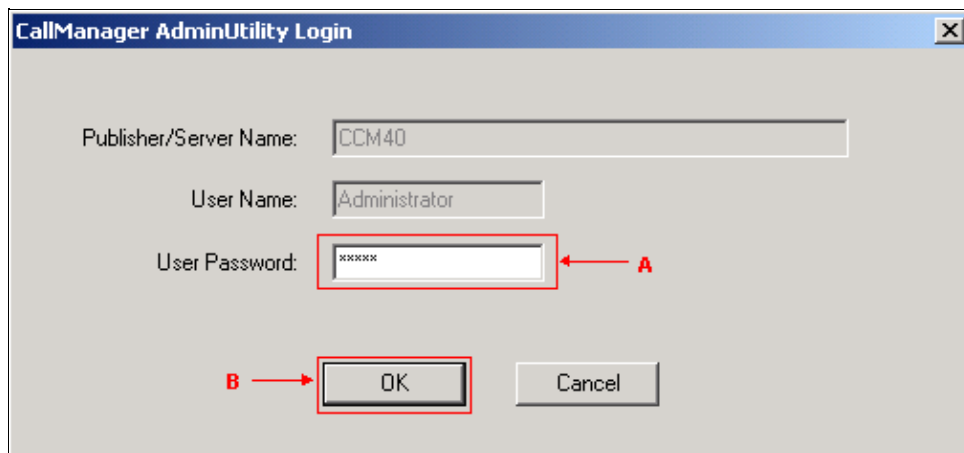 CallManager AdminUtility Login
Publisher/Server Name: CCM40
User Name: Administrator
User Password: *****
A
B
OK Cancel